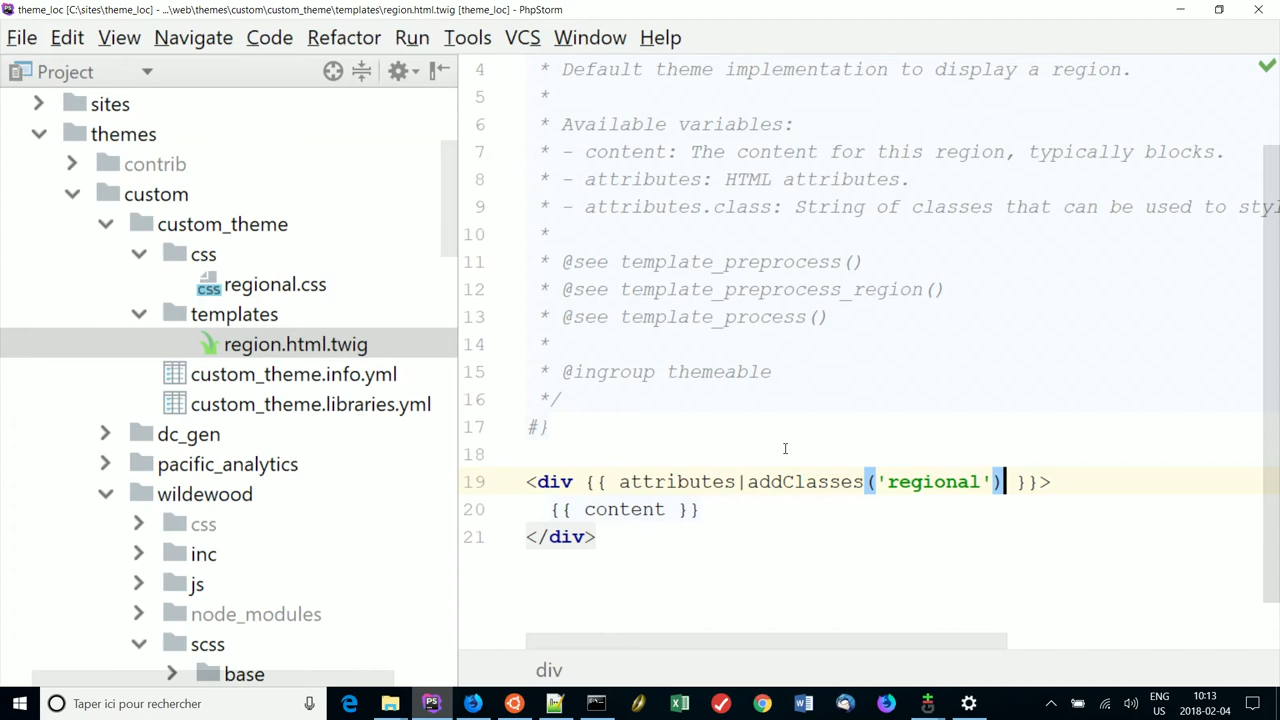 theme_loc [C:\sites\theme_loc] - ...\web\themes\custom\custom_theme\templates\region.html.twig [theme_loc] - PhpStorm
File Edit View Navigate Code Refactor Run Tools VCS Window Help
Project
sites
themes
contrib
custom
custom_theme
css
regional.css
templates
region.html.twig
custom_theme.info.yml
custom_theme.libraries.yml
dc_gen
pacific_analytics
wildewood
css
inc
js
node_modules
scss
base
4 * Default theme implementation to display a region.
5 *
6 * Available variables:
7 * - content: The content for this region, typically blocks.
8 * - attributes: HTML attributes.
9 * - attributes.class: String of classes that can be used to styl
10 *
11 * @see template_preprocess()
12 * @see template_preprocess_region()
13 * @see template_process()
14 *
15 * @ingroup themeable
16 */
17 #}
18
19 <div {{ attributes|addClasses('regional') }}>
20 {{ content }}
21 </div>
div
Taper ici pour rechercher
ENG 10:13
US 2018-02-04